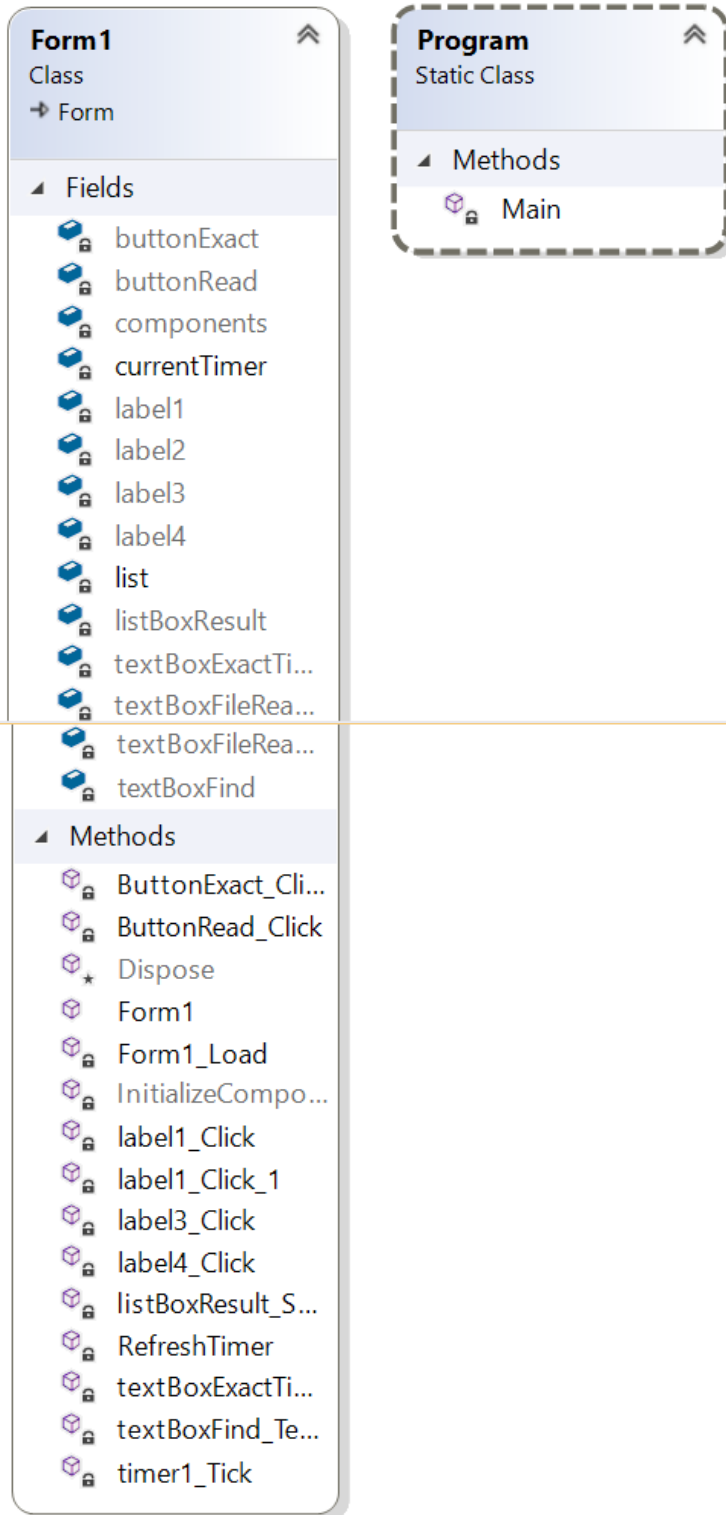 Form1
Class
Form
Fields
buttonExact
buttonRead
components
currentTimer
label1
label2
label3
label4
list
listBoxResult
textBoxExactTi...
textBoxFileRea...
textBoxFileRea...
textBoxFind
Methods
ButtonExact_Cli...
ButtonRead_Click
Dispose
Form1
Form1_Load
InitializeCompo...
label1_Click
label1_Click_1
label3_Click
label4_Click
listBoxResult_S...
RefreshTimer
textBoxExactTi...
textBoxFind_Te...
timer1_Tick
Program
Static Class
Methods
Main